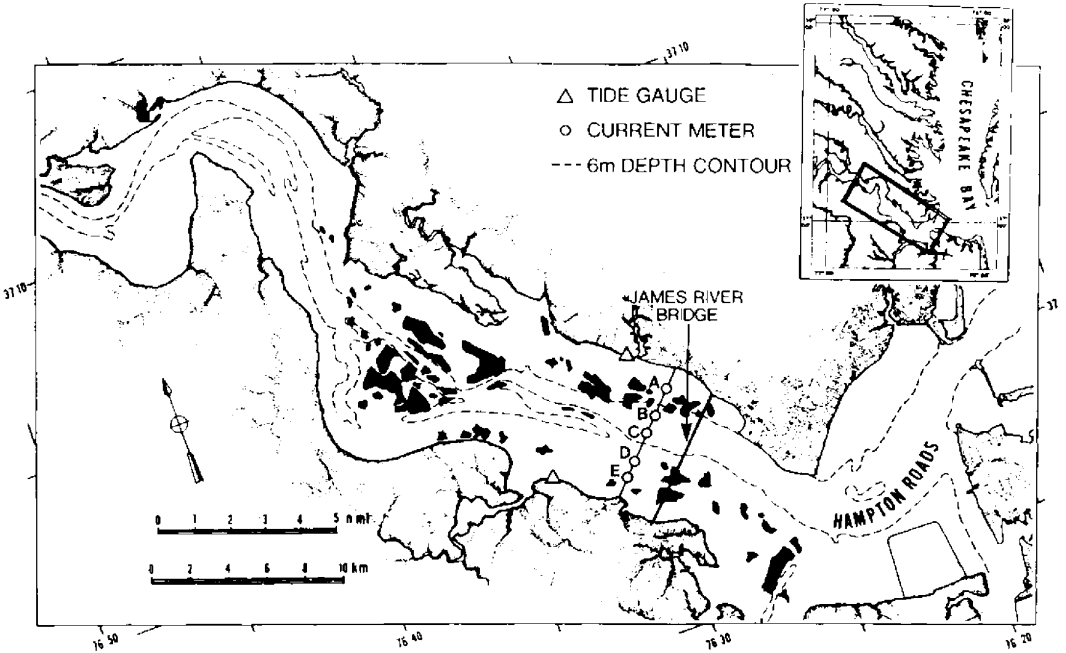 37 10
△ TIDE GAUGE
○ CURRENT METER
--- 6m DEPTH CONTOUR
CHESAPEAKE BAY
37 10
37
JAMES RIVER
BRIDGE
A
B
C
D
E
HAMPTON ROADS
0 1 2 3 4 5 n mi
0 2 4 6 8 10 km
76 50
76 40
76 30
76 20